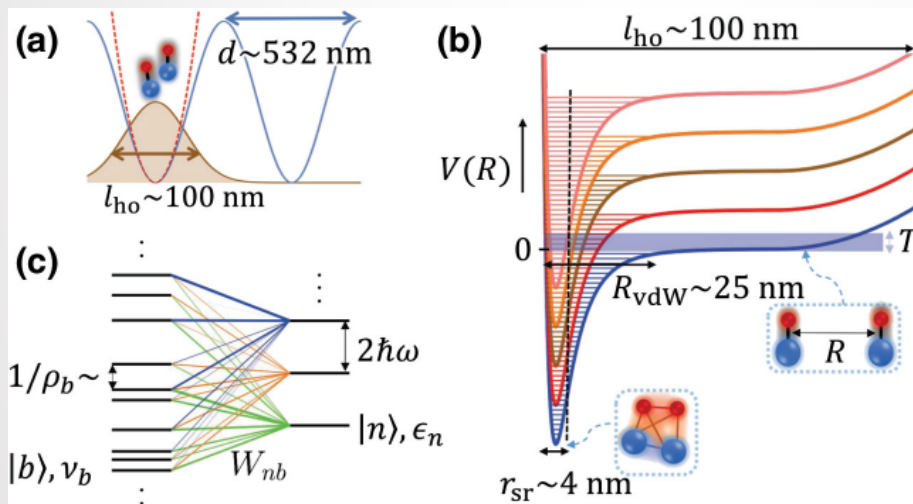 (a)
d~532 nm
l_ho~100 nm
(b)
l_ho~100 nm
V(R)
0
T
R_vdW~25 nm
R
r_sr~4 nm
(c)
⋮
⋮
2ħω
1/ρ_b~
|n⟩, ϵ_n
W_nb
|b⟩, ν_b
⋮